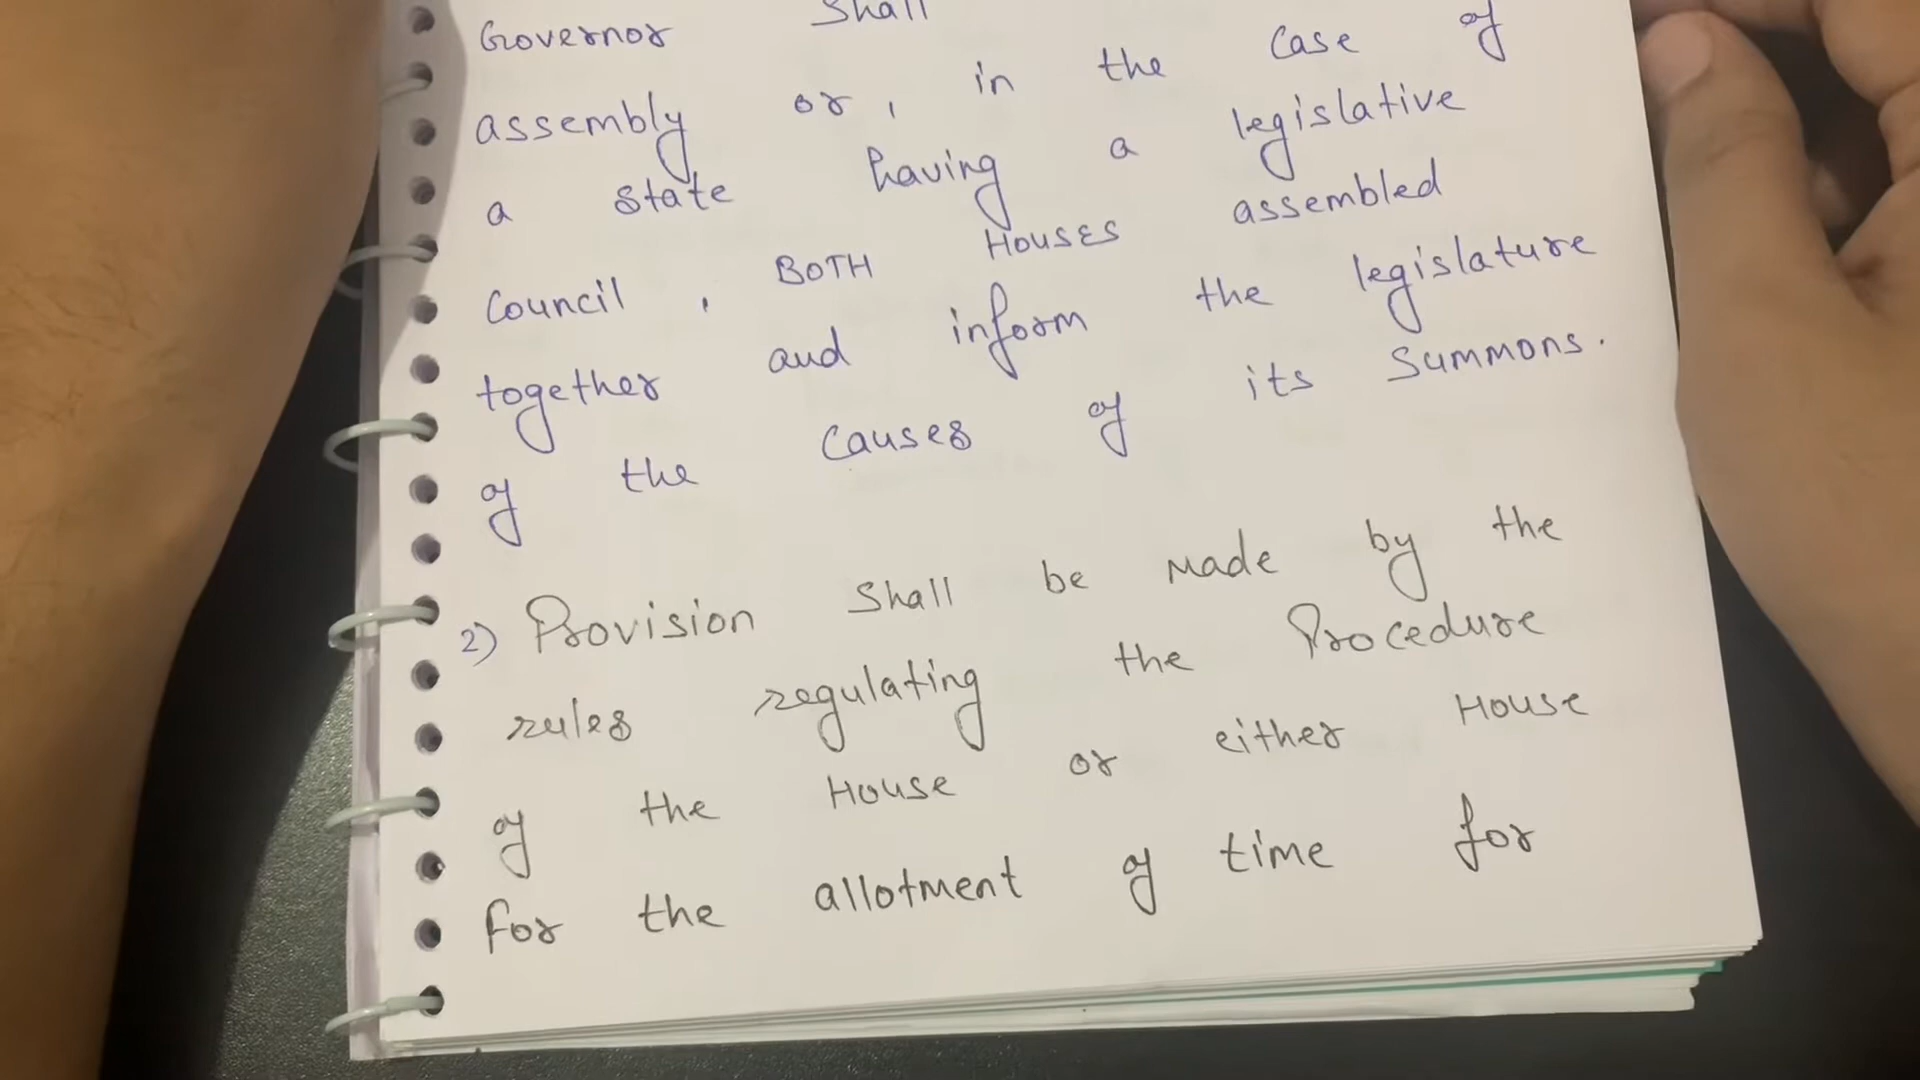 Governor Shall
assembly or, in the case of
a state having a legislative
Council, BOTH HOUSES assembled
together and inform the legislature
of the causes of its Summons.
2) Provision Shall be Made by the
rules regulating the Procedure
of the House or either House
for the allotment of time for